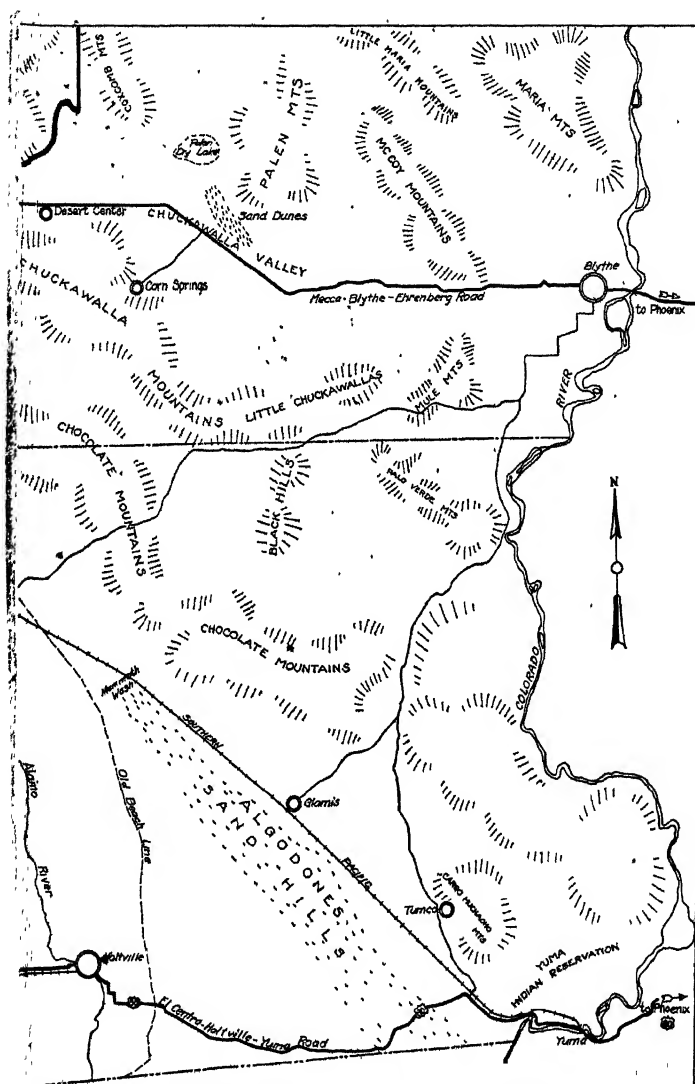 COXCOMB MTS
LITTLE MARIA MOUNTAINS
MARIA MTS
Palen Dry Lake
PALEN MTS
MCCOY MOUNTAINS
Desert Center
CHUCKAWALLA VALLEY
Sand Dunes
CHUCKAWALLA MOUNTAINS
Corn Springs
Blythe
Mecca-Blythe-Ehrenberg Road
to Phoenix
LITTLE CHUCKAWALLAS
MULE MTS
RIVER
CHOCOLATE MOUNTAINS
BLACK HILLS
PALO VERDE MTS
N
CHOCOLATE MOUNTAINS
COLORADO
Mammoth Wash
SOUTHERN
Alamo
River
Old Beach Line
Glamis
ALGODONES
SAND HILLS
PACIFIC
CARGO MUCHACHO MTS
Tumco
Holtville
YUMA
INDIAN RESERVATION
El Centro-Holtville-Yuma Road
to Phoenix
Yuma